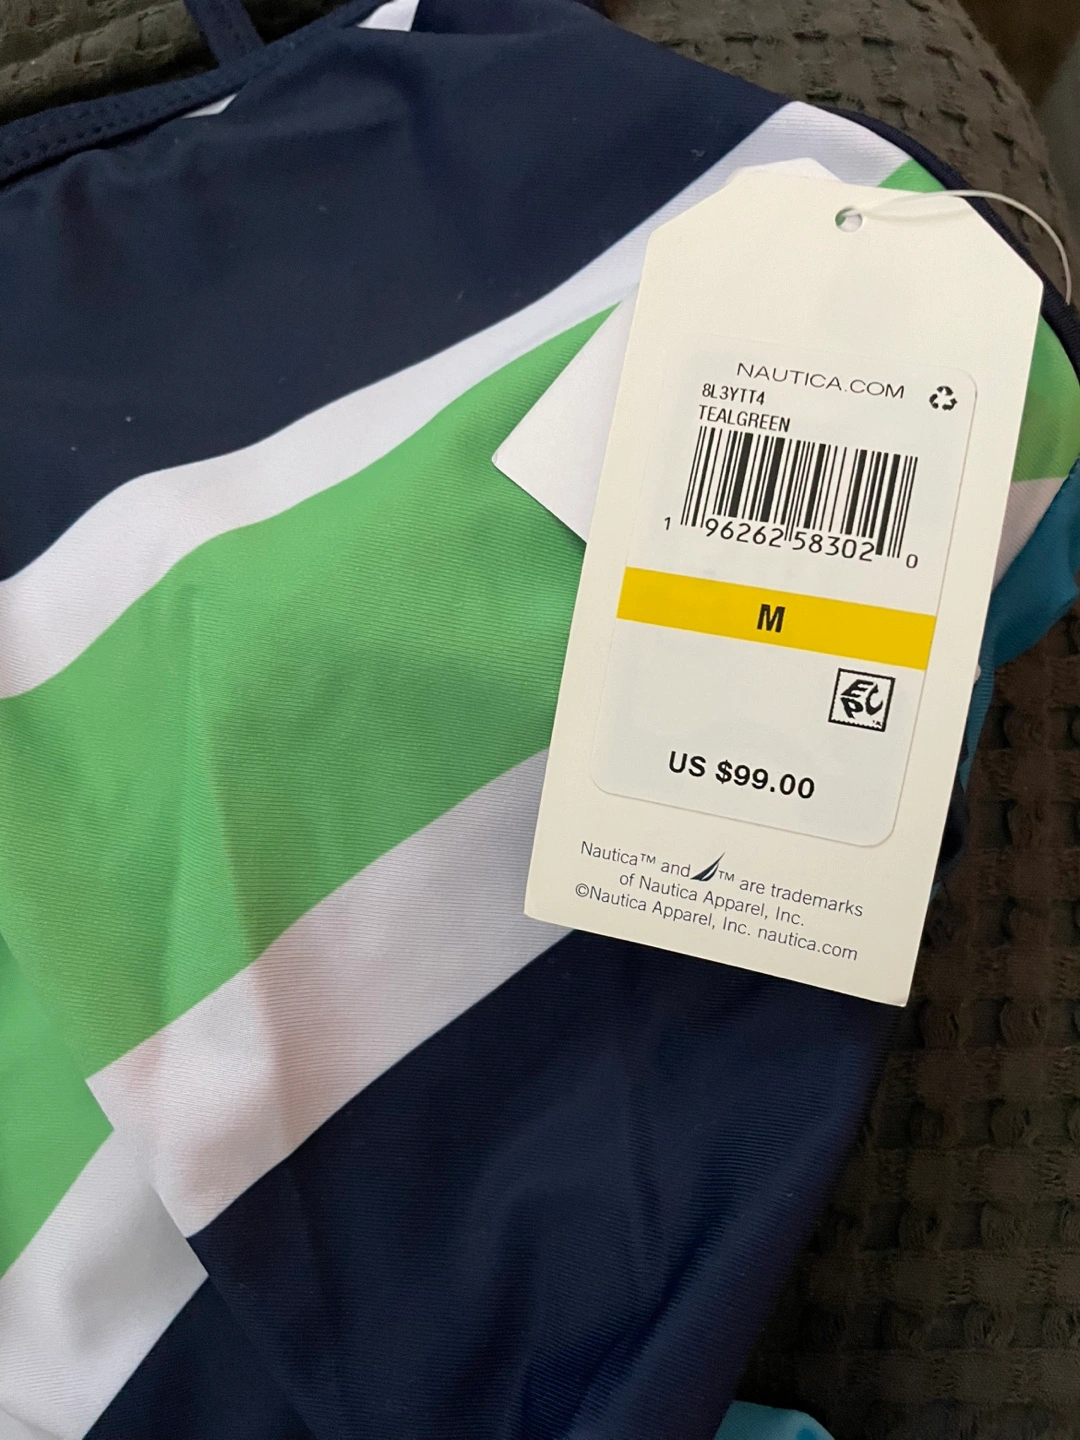 NAUTICA.COM
8L3YTT4
TEALGREEN
1 96262 58302 0
M
EPC
US $99.00
Nautica™ and ™ are trademarks
of Nautica Apparel, Inc.
©Nautica Apparel, Inc. nautica.com